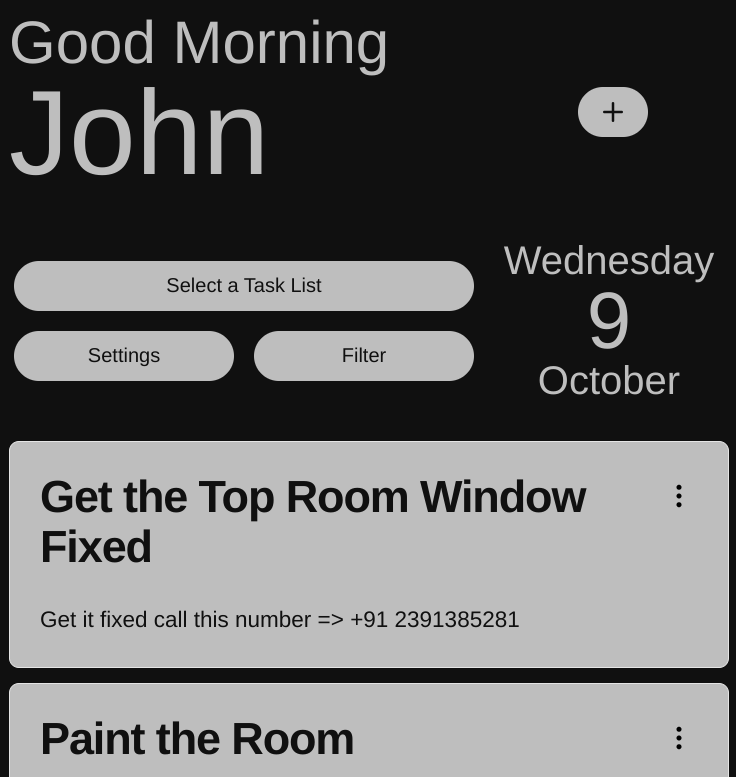 Good Morning
John
Select a Task List
Settings
Filter
Wednesday
9
October
Get the Top Room Window
Fixed
Get it fixed call this number => +91 2391385281
Paint the Room